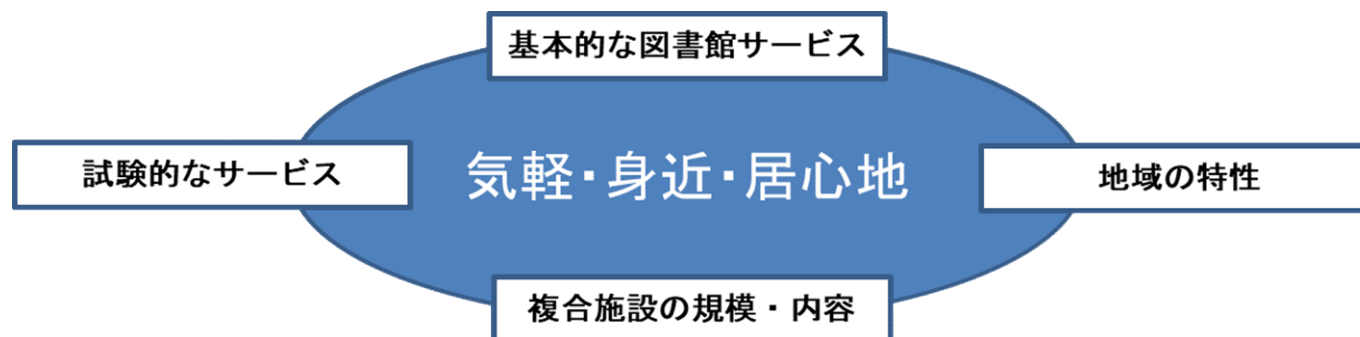 基本的な図書館サービス
試験的なサービス
気軽・身近・居心地
地域の特性
複合施設の規模・内容